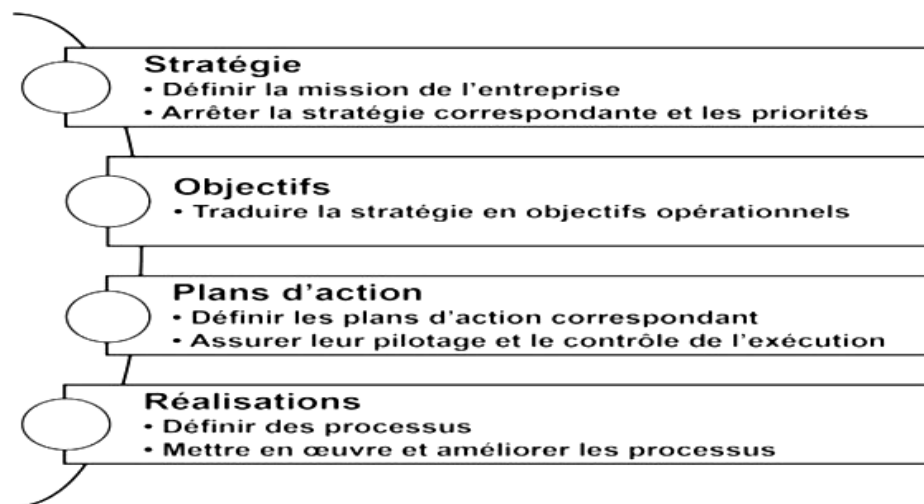 Stratégie
• Définir la mission de l'entreprise
• Arrêter la stratégie correspondante et les priorités
Objectifs
• Traduire la stratégie en objectifs opérationnels
Plans d'action
• Définir les plans d'action correspondant
• Assurer leur pilotage et le contrôle de l'exécution
Réalisations
• Définir des processus
• Mettre en œuvre et améliorer les processus